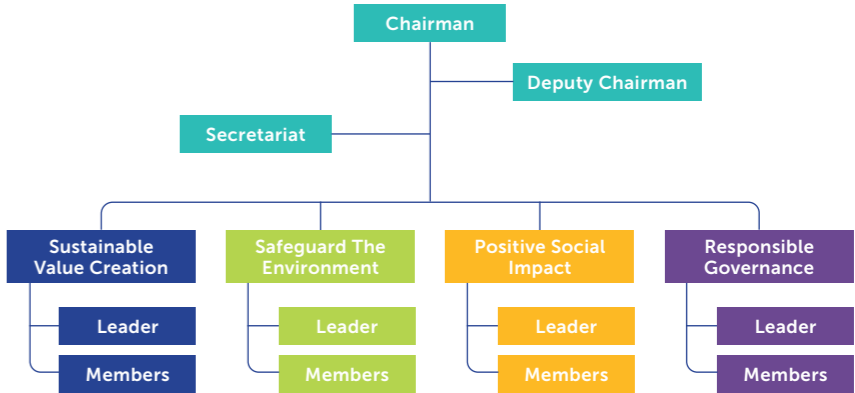 Chairman
Deputy Chairman
Secretariat
Sustainable
Value Creation
Safeguard The
Environment
Positive Social
Impact
Responsible
Governance
Leader
Leader
Leader
Leader
Members
Members
Members
Members